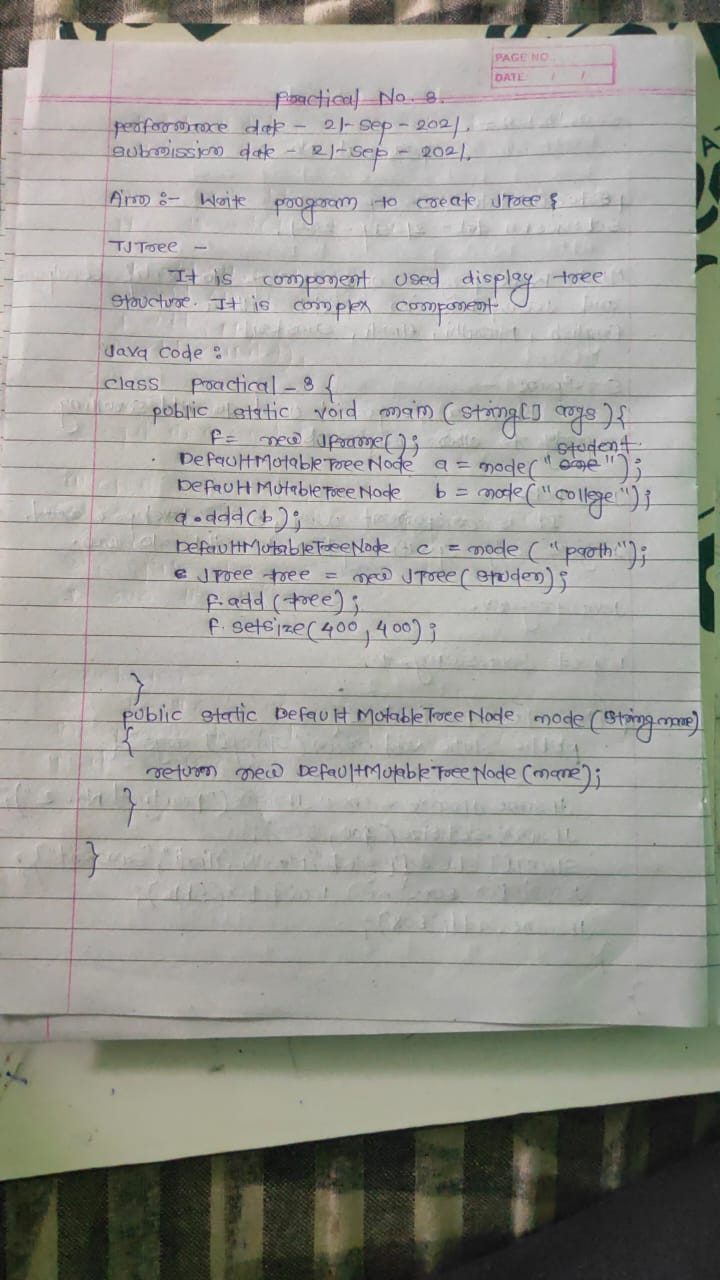 PAGE NO.
DATE: / /
Practical No. 8.
performance date - 21-Sep-2021.
submission date - 21-Sep-2021.
Aim :- Write program to create JTree &
TJTree -
It is component used display tree
structure. It is complex component
Java code :
class practical-8 {
public static void main (string[] args) {
f = new Jframe();
student
DefaultMutableTreeNode a = node(" ");
DefaultMutableTreeNode b = node("college");
a.add(b);
DefaultMutableTreeNode c = node ("parth");
JTree tree = new JTree(studen);
f.add (tree);
f.setsize(400, 400);
}
public static DefaultMutableTreeNode node (string name)
{
return new DefaultMutableTreeNode (name);
}
}